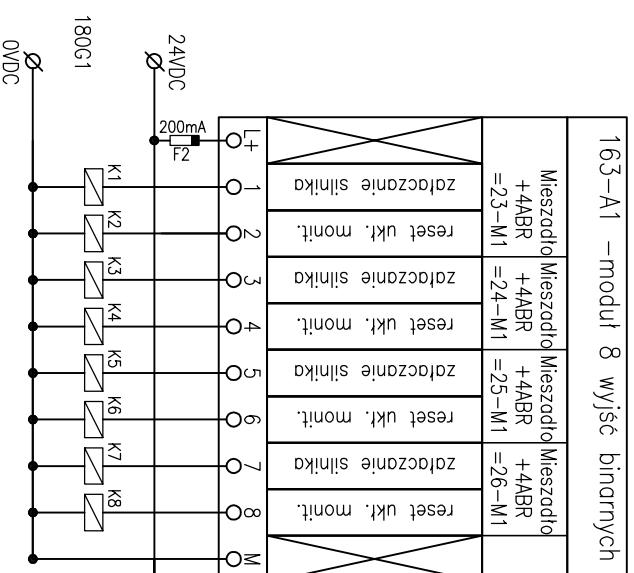 163-A1 -moduł 8 wyjść binarnych
Mieszadło
+4ABR
=23-M1
Mieszadło
+4ABR
=24-M1
Mieszadło
+4ABR
=25-M1
Mieszadło
+4ABR
=26-M1
załączanie silnika
reset ukł. monit.
załączanie silnika
reset ukł. monit.
załączanie silnika
reset ukł. monit.
załączanie silnika
reset ukł. monit.
L+
1
2
3
4
5
6
7
8
M
24VDC
200mA
F2
K1
K2
K3
K4
K5
K6
K7
K8
180G1
0VDC